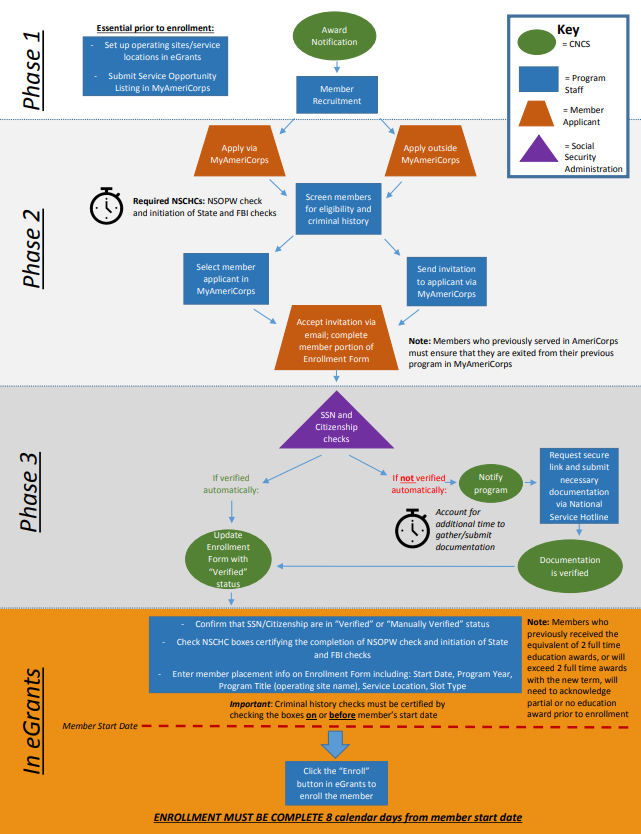 Phase 1
Essential prior to enrollment:
- Set up operating sites/service
locations in eGrants
- Submit Service Opportunity
Listing in MyAmeriCorps
Award
Notification
Member
Recruitment
Key
= CNCS
= Program
Staff
= Member
Applicant
= Social
Security
Administration
Phase 2
Apply via
MyAmeriCorps
Apply outside
MyAmeriCorps
Required NSCHCs: NSOPW check
and initiation of State and FBI checks
Screen members
for eligibility and
criminal history
Select member
applicant in
MyAmeriCorps
Send invitation
to applicant via
MyAmeriCorps
Accept invitation via
email; complete
member portion of
Enrollment Form
Note: Members who previously served in AmeriCorps
must ensure that they are exited from their previous
program in MyAmeriCorps
Phase 3
SSN and
Citizenship
checks
If verified
automatically:
If not verified
automatically:
Notify
program
Request secure
link and submit
necessary
documentation
via National
Service Hotline
Account for
additional time to
gather/submit
documentation
Update
Enrollment
Form with
"Verified"
status
Documentation
is verified
In eGrants
- Confirm that SSN/Citizenship are in "Verified" or "Manually Verified" status
- Check NSCHC boxes certifying the completion of NSOPW check and initiation of State
and FBI checks
- Enter member placement info on Enrollment Form including: Start Date, Program Year,
Program Title (operating site name), Service Location, Slot Type
Note: Members who
previously received the
equivalent of 2 full time
education awards, or will
exceed 2 full time awards
with the new term, will
need to acknowledge
partial or no education
award prior to enrollment
Important: Criminal history checks must be certified by
checking the boxes on or before member's start date
Member Start Date
Click the "Enroll"
button in eGrants to
enroll the member
ENROLLMENT MUST BE COMPLETE 8 calendar days from member start date